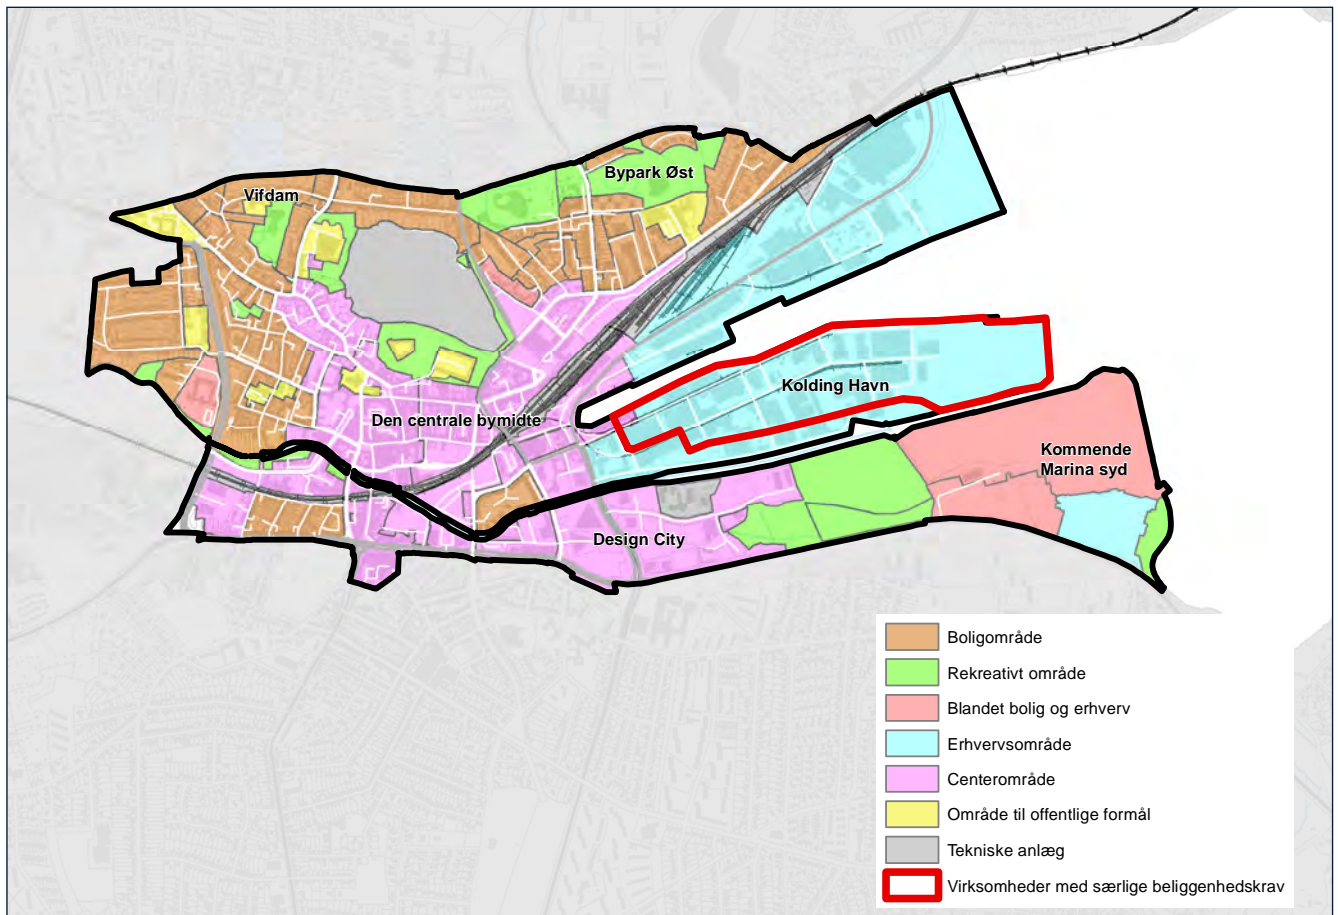 Bypark Øst
Vifdam
Kolding Havn
Den centrale bymidte
Kommende
Marina syd
Design City
Boligområde
Rekreativt område
Blandet bolig og erhverv
Erhvervsområde
Centerområde
Område til offentlige formål
Tekniske anlæg
Virksomheder med særlige beliggenhedskrav